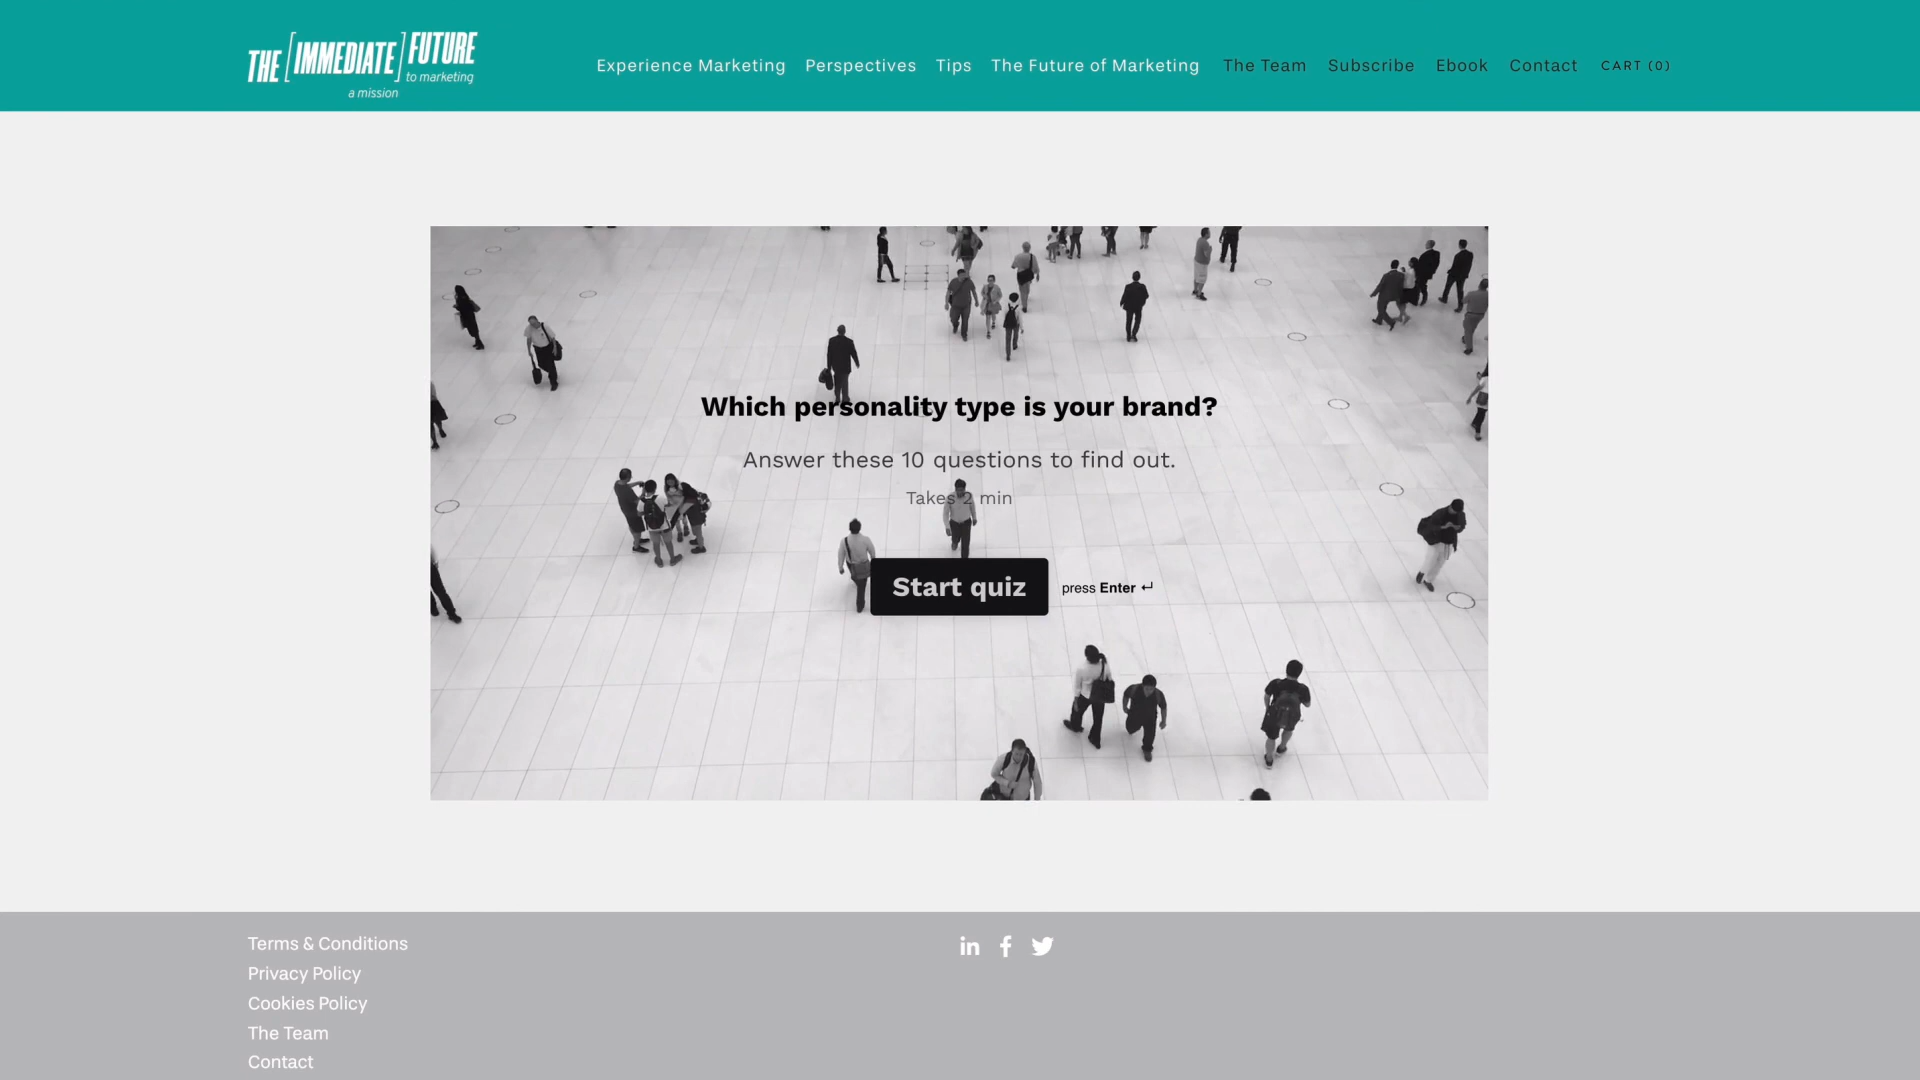 THE [IMMEDIATE] FUTURE
to marketing
a mission
Experience Marketing Perspectives Tips The Future of Marketing The Team Subscribe Ebook Contact CART (0)
Which personality type is your brand?
Answer these 10 questions to find out.
Takes 2 min
Start quiz press Enter ↵
Terms & Conditions
Privacy Policy
Cookies Policy
The Team
Contact